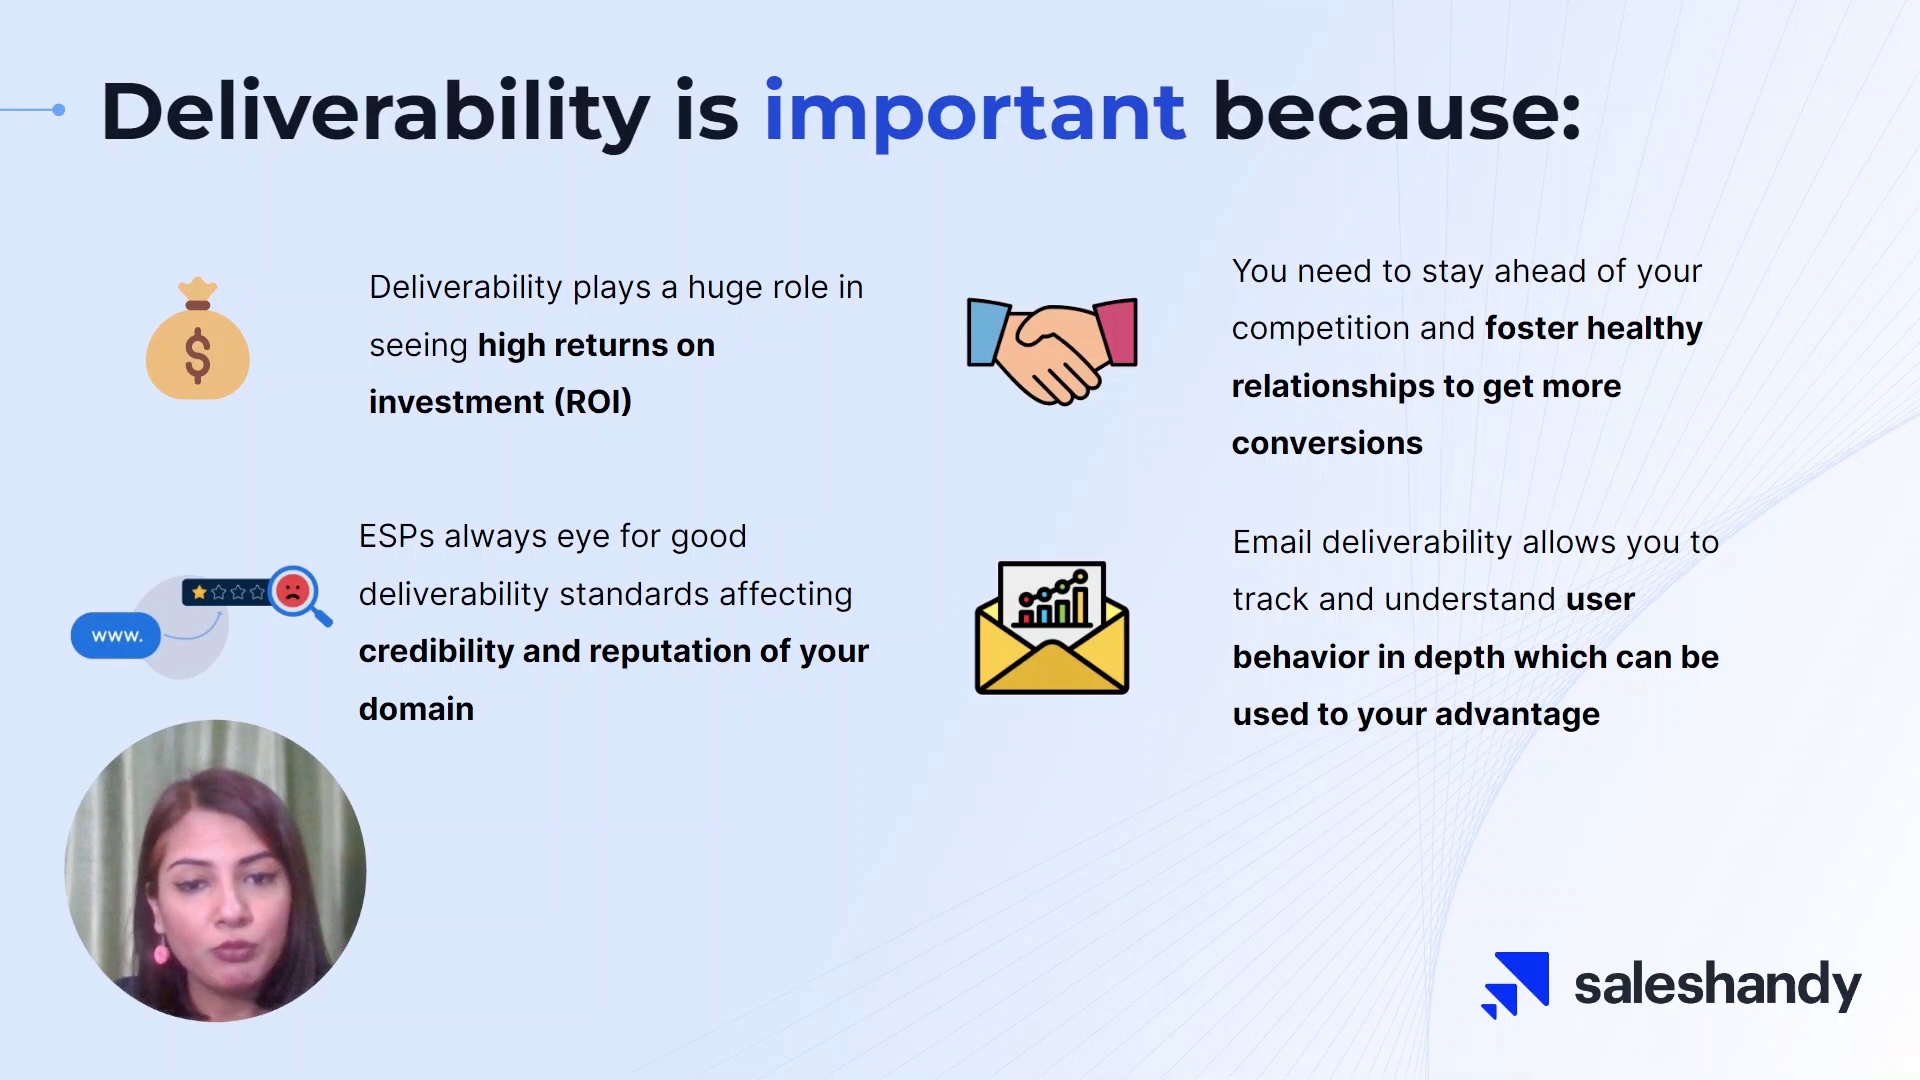 Deliverability is important because:
Deliverability plays a huge role in
seeing high returns on
investment (ROI)
You need to stay ahead of your
competition and foster healthy
relationships to get more
conversions
ESPs always eye for good
deliverability standards affecting
credibility and reputation of your
domain
www.
Email deliverability allows you to
track and understand user
behavior in depth which can be
used to your advantage
saleshandy